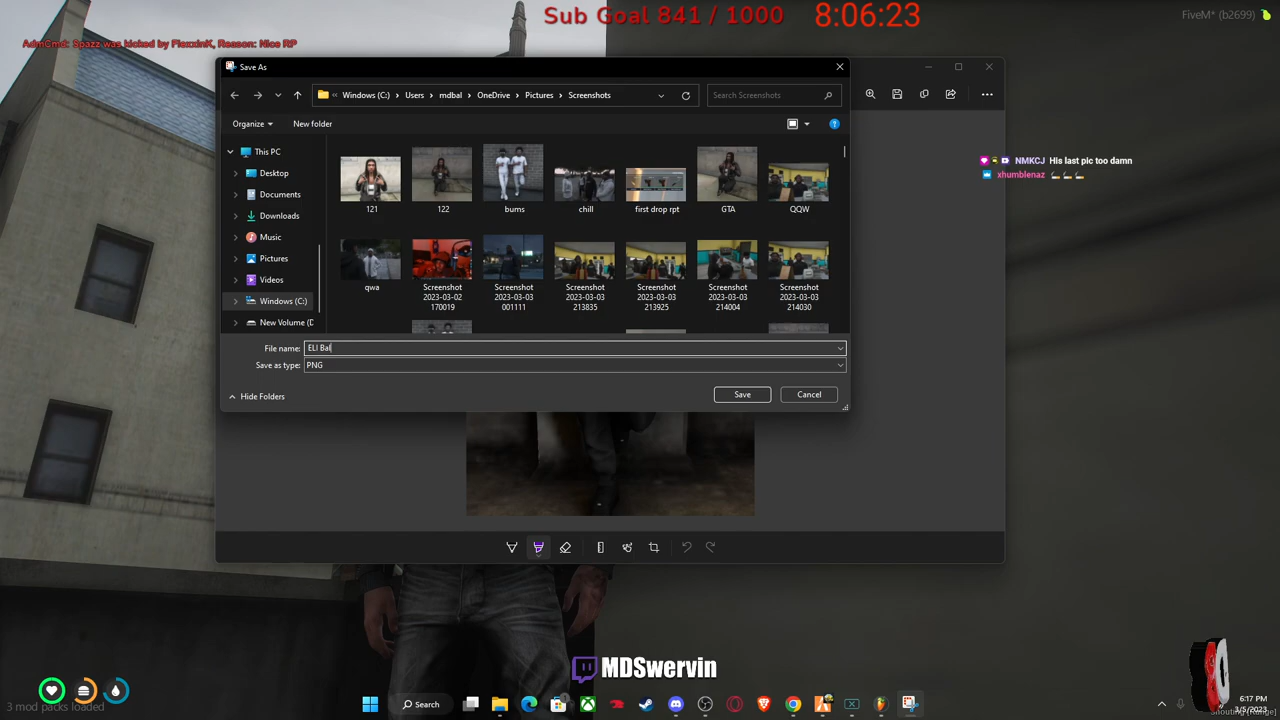 Sub Goal 841 / 1000
8:06:23
FiveM* (b2699)
AdmCmd: Spazz was kicked by FloxxinK, Reason: Nice RP
Save As
Windows (C:) › Users › mdbal › OneDrive › Pictures › Screenshots
Search Screenshots
Organize
New folder
This PC
Desktop
Documents
Downloads
Music
Pictures
Videos
Windows (C:)
New Volume (D
121
122
bums
chill
first drop rpt
GTA
QQW
qwa
Screenshot 2023-03-02 170019
Screenshot 2023-03-03 001111
Screenshot 2023-03-03 213835
Screenshot 2023-03-03 213925
Screenshot 2023-03-03 214004
Screenshot 2023-03-03 214030
File name: ELI Bal
Save as type: PNG
Hide Folders
Save
Cancel
NMKCJ His last pic too damn
xhumblenaz
MDSwervin
3 mod packs loaded
Search
6:17 PM
3/5/2023